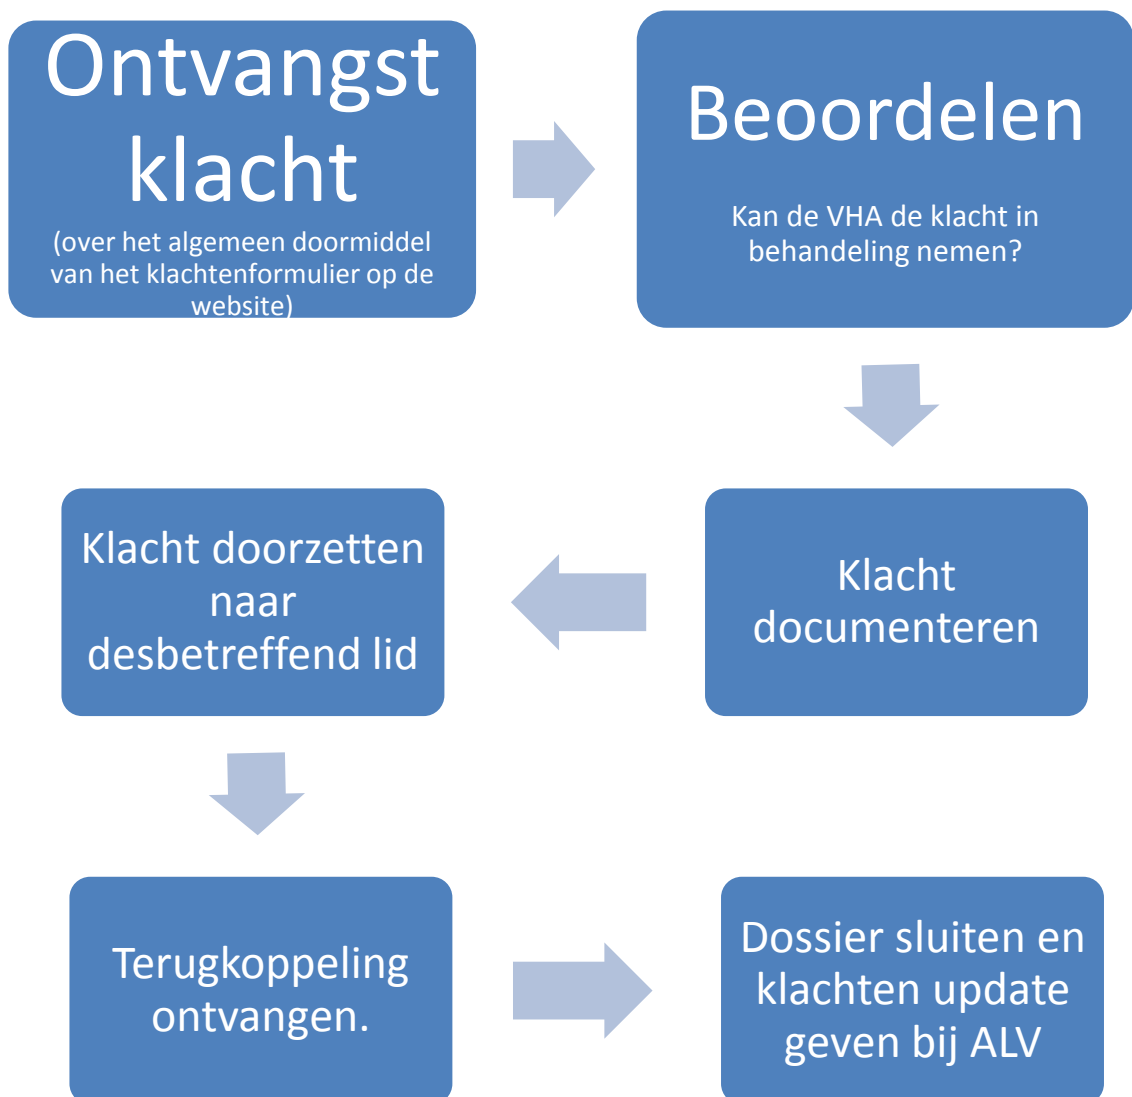 Ontvangst
klacht
(over het algemeen doormiddel
van het klachtenformulier op de
website)
Beoordelen
Kan de VHA de klacht in
behandeling nemen?
Klacht
documenteren
Klacht doorzetten
naar
desbetreffend lid
Terugkoppeling
ontvangen.
Dossier sluiten en
klachten update
geven bij ALV